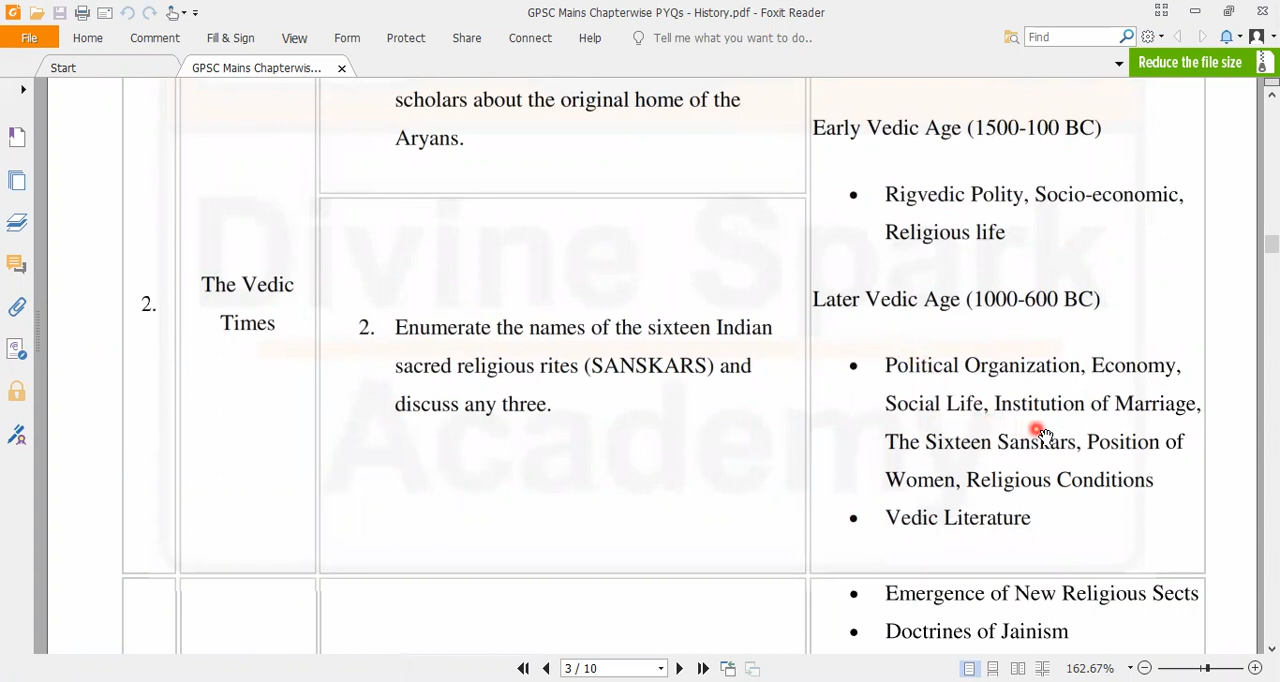 GPSC Mains Chapterwise PYQs - History.pdf - Foxit Reader
File Home Comment Fill & Sign View Form Protect Share Connect Help Tell me what you want to do.. Find
Start GPSC Mains Chapterwis... Reduce the file size
scholars about the original home of the
Aryans.
2.
The Vedic
Times
2. Enumerate the names of the sixteen Indian
sacred religious rites (SANSKARS) and
discuss any three.
Early Vedic Age (1500-100 BC)
• Rigvedic Polity, Socio-economic,
Religious life
Later Vedic Age (1000-600 BC)
• Political Organization, Economy,
Social Life, Institution of Marriage,
The Sixteen Sanskars, Position of
Women, Religious Conditions
• Vedic Literature
• Emergence of New Religious Sects
• Doctrines of Jainism
Divine Spark
Academy
3 / 10 162.67%